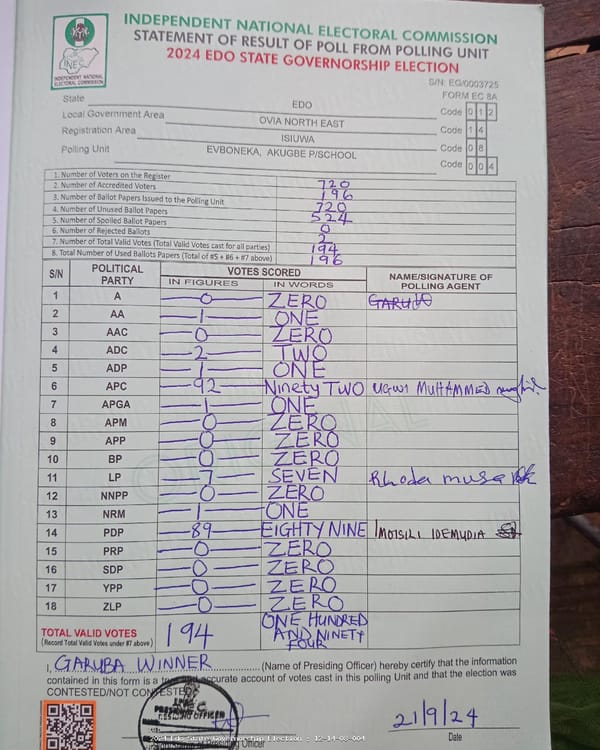 INDEPENDENT NATIONAL ELECTORAL COMMISSION
STATEMENT OF RESULT OF POLL FROM POLLING UNIT
2024 EDO STATE GOVERNORSHIP ELECTION
INEC
INDEPENDENT NATIONAL
ELECTORAL COMMISSION
S/N: EG/0003725
FORM EC 8A
State EDO Code 0 1 2
Local Government Area OVIA NORTH EAST Code 1 4
Registration Area ISIUWA Code 0 8
Polling Unit EVBONEKA, AKUGBE P/SCHOOL Code 0 0 4
1. Number of Voters on the Register 720
2. Number of Accredited Voters 196
3. Number of Ballot Papers Issued to the Polling Unit 720
4. Number of Unused Ballot Papers 524
5. Number of Spoiled Ballot Papers 0
6. Number of Rejected Ballots 2
7. Number of Total Valid Votes (Total Valid Votes cast for all parties) 194
8. Total Number of Used Ballots Papers (Total of #5 + #6 + #7 above) 196
S/N POLITICAL PARTY VOTES SCORED NAME/SIGNATURE OF POLLING AGENT
IN FIGURES IN WORDS
1 A 0 ZERO GARUB
2 AA 1 ONE
3 AAC 0 ZERO
4 ADC 2 TWO
5 ADP 1 ONE
6 APC 92 Ninety TWO UGWI MUHAMMED
7 APGA 1 ONE
8 APM 0 ZERO
9 APP 0 ZERO
10 BP 0 ZERO
11 LP 7 SEVEN Rhoda musa
12 NNPP 0 ZERO
13 NRM 1 ONE
14 PDP 89 EIGHTY NINE IMOISILI IDEMUDIA
15 PRP 0 ZERO
16 SDP 0 ZERO
17 YPP 0 ZERO
18 ZLP 0 ZERO
TOTAL VALID VOTES 194 ONE HUNDRED AND NINETY FOUR
(Record Total Valid Votes under #7 above)
I, GARUBA WINNER (Name of Presiding Officer) hereby certify that the information
contained in this form is a true and accurate account of votes cast in this polling Unit and that the election was
CONTESTED/NOT CONTESTED
INEC
PRESIDING OFFICER
21/9/24
Governorship Election : 12-14-08-004
Officer
Date